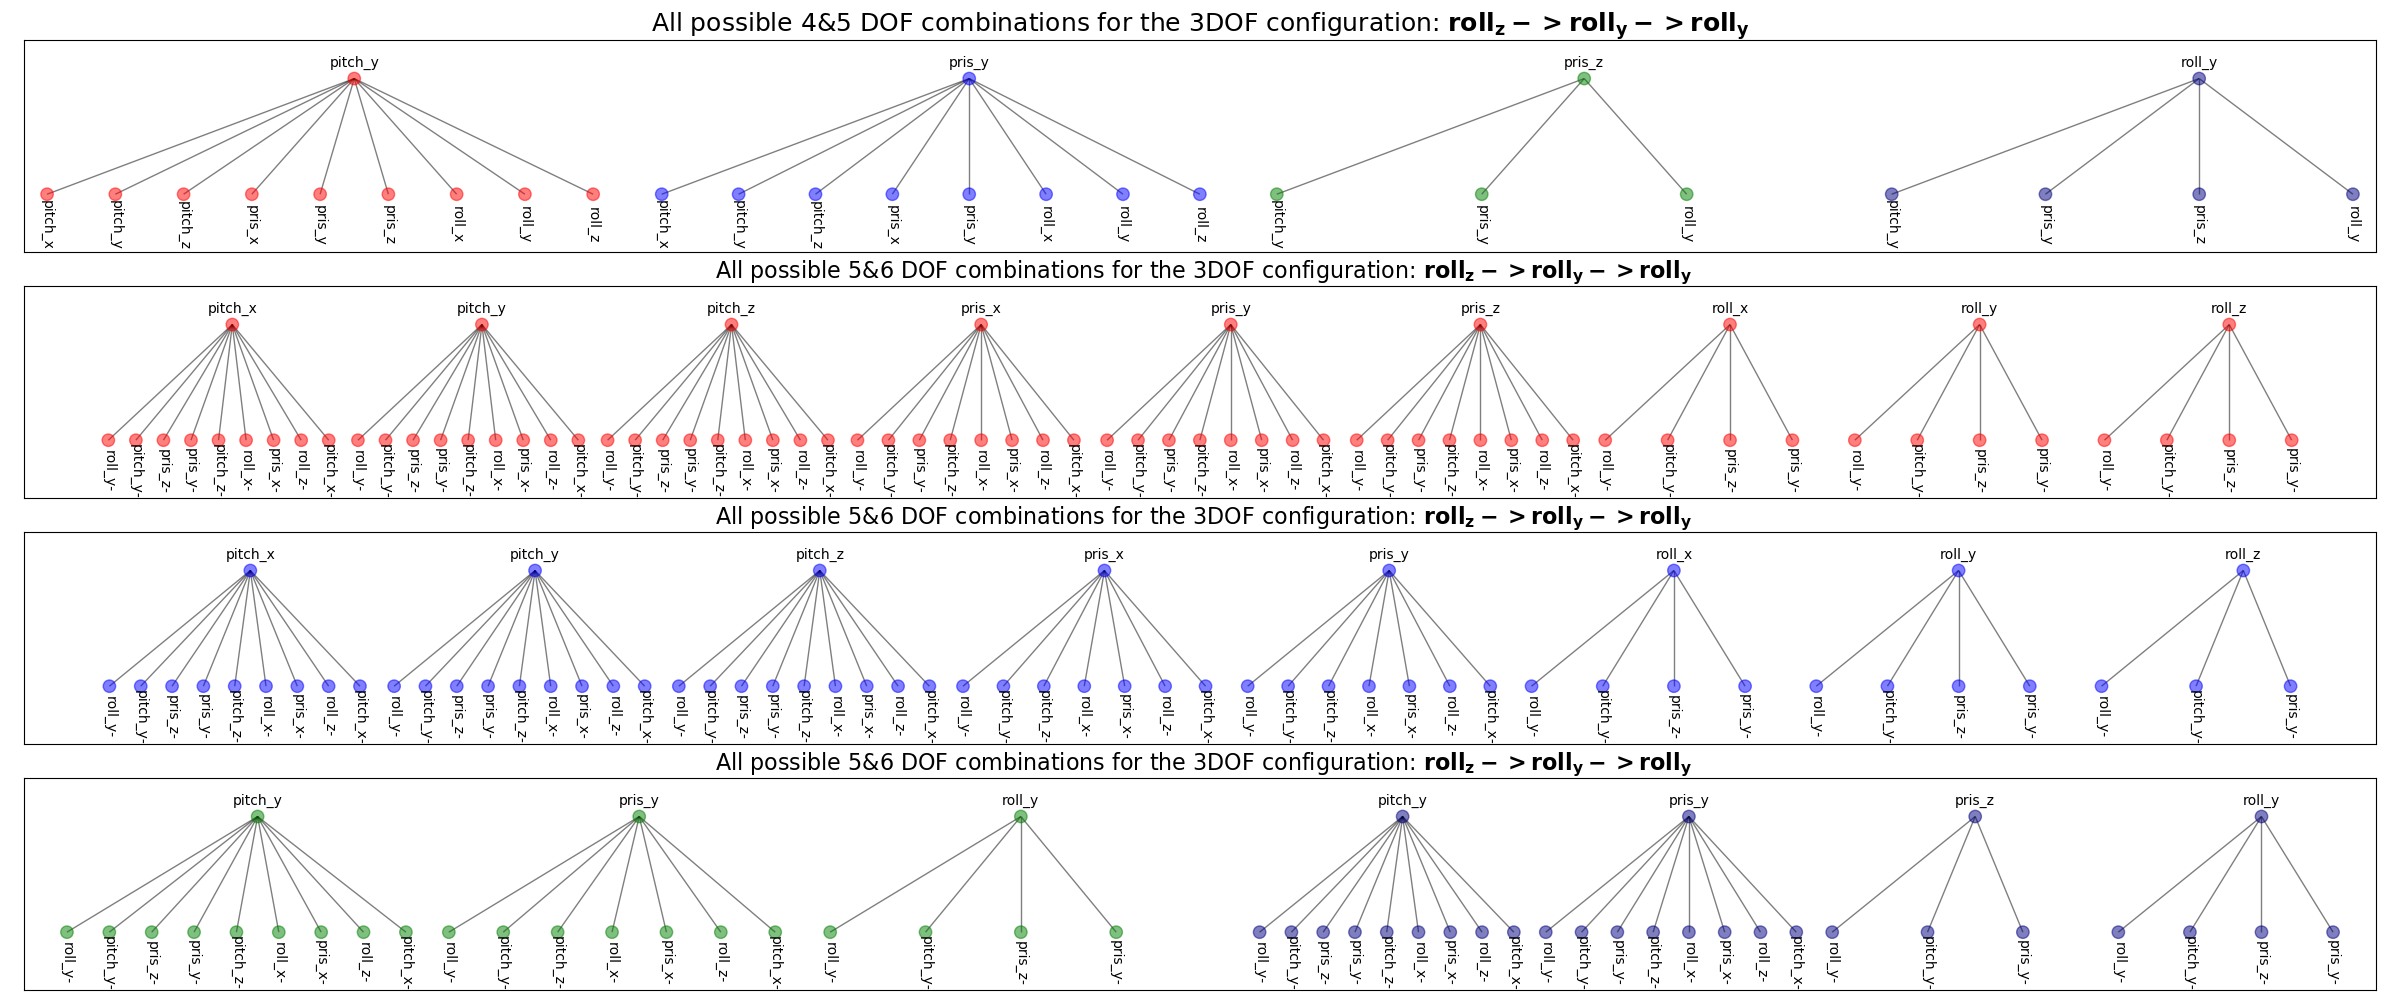 All possible 4&5 DOF combinations for the 3DOF configuration: roll_z − > roll_y − > roll_y
pitch_y pris_y pris_z roll_y
pitch_x pitch_y pitch_z pris_x pris_y pris_z roll_x roll_y roll_z pitch_x pitch_y pitch_z pris_x pris_y roll_x roll_y roll_z pitch_y pris_y roll_y pitch_y pris_y pris_z roll_y
All possible 5&6 DOF combinations for the 3DOF configuration: roll_z − > roll_y − > roll_y
pitch_x pitch_y pitch_z pris_x pris_y pris_z roll_x roll_y roll_z
roll_y- pitch_y- pris_z- pris_y- pitch_z- roll_x- pris_x- roll_z- pitch_x- roll_y- pitch_y- pris_z- pris_y- pitch_z- roll_x- pris_x- roll_z- pitch_x- roll_y- pitch_y- pris_z- pris_y- pitch_z- roll_x- pris_x- roll_z- pitch_x- roll_y- pitch_y- pris_y- pitch_z- roll_x- pris_x- roll_z- pitch_x- roll_y- pitch_y- pris_y- pitch_z- roll_x- pris_x- roll_z- pitch_x- roll_y- pitch_y- pris_y- pitch_z- roll_x- pris_x- roll_z- pitch_x- roll_y- pitch_y- pris_z- pris_y- roll_y- pitch_y- pris_z- pris_y- roll_y- pitch_y- pris_z- pris_y-
All possible 5&6 DOF combinations for the 3DOF configuration: roll_z − > roll_y − > roll_y
pitch_x pitch_y pitch_z pris_x pris_y roll_x roll_y roll_z
roll_y- pitch_y- pris_z- pris_y- pitch_z- roll_x- pris_x- roll_z- pitch_x- roll_y- pitch_y- pris_z- pris_y- pitch_z- roll_x- pris_x- roll_z- pitch_x- roll_y- pitch_y- pris_z- pris_y- pitch_z- roll_x- pris_x- roll_z- pitch_x- roll_y- pitch_y- pitch_z- roll_x- pris_x- roll_z- pitch_x- roll_y- pitch_y- pitch_z- roll_x- pris_x- roll_z- pitch_x- roll_y- pitch_y- pris_z- pris_y- roll_y- pitch_y- pris_z- pris_y- roll_y- pitch_y- pris_y-
All possible 5&6 DOF combinations for the 3DOF configuration: roll_z − > roll_y − > roll_y
pitch_y pris_y roll_y pitch_y pris_y pris_z roll_y
roll_y- pitch_y- pris_z- pris_y- pitch_z- roll_x- pris_x- roll_z- pitch_x- roll_y- pitch_y- pitch_z- roll_x- pris_x- roll_z- pitch_x- roll_y- pitch_y- pris_z- pris_y- roll_y- pitch_y- pris_z- pris_y- pitch_z- roll_x- pris_x- roll_z- pitch_x- roll_y- pitch_y- pris_y- pitch_z- roll_x- pris_x- roll_z- pitch_x- roll_y- pitch_y- pris_y- roll_y- pitch_y- pris_z- pris_y-